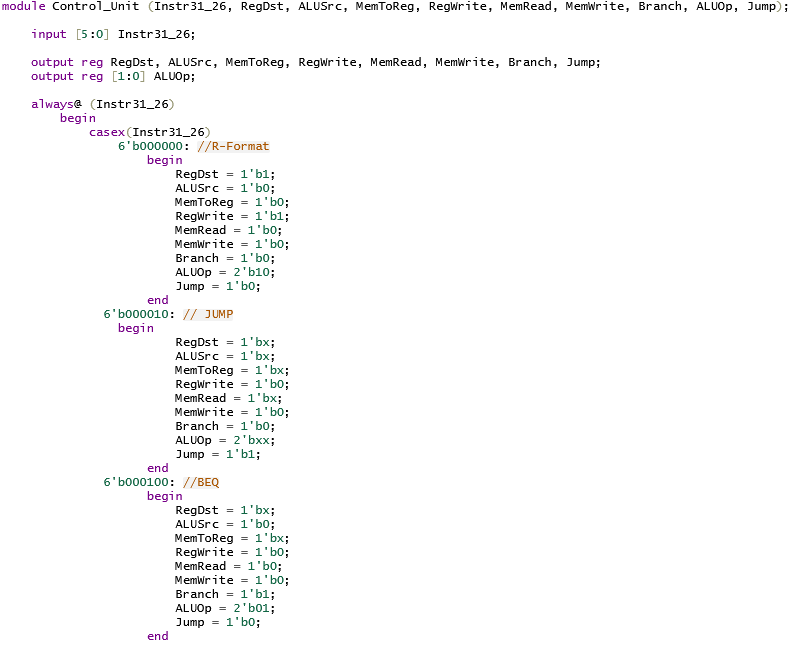 module Control_Unit (Instr31_26, RegDst, ALUSrc, MemToReg, RegWrite, MemRead, MemWrite, Branch, ALUOp, Jump);
input [5:0] Instr31_26;
output reg RegDst, ALUSrc, MemToReg, RegWrite, MemRead, MemWrite, Branch, Jump;
output reg [1:0] ALUOp;
always@ (Instr31_26)
begin
casex(Instr31_26)
6'b000000: //R-Format
begin
RegDst = 1'b1;
ALUSrc = 1'b0;
MemToReg = 1'b0;
RegWrite = 1'b1;
MemRead = 1'b0;
MemWrite = 1'b0;
Branch = 1'b0;
ALUOp = 2'b10;
Jump = 1'b0;
end
6'b000010: // JUMP
begin
RegDst = 1'bx;
ALUSrc = 1'bx;
MemToReg = 1'bx;
RegWrite = 1'b0;
MemRead = 1'bx;
MemWrite = 1'b0;
Branch = 1'b0;
ALUOp = 2'bxx;
Jump = 1'b1;
end
6'b000100: //BEQ
begin
RegDst = 1'bx;
ALUSrc = 1'b0;
MemToReg = 1'bx;
RegWrite = 1'b0;
MemRead = 1'b0;
MemWrite = 1'b0;
Branch = 1'b1;
ALUOp = 2'b01;
Jump = 1'b0;
end